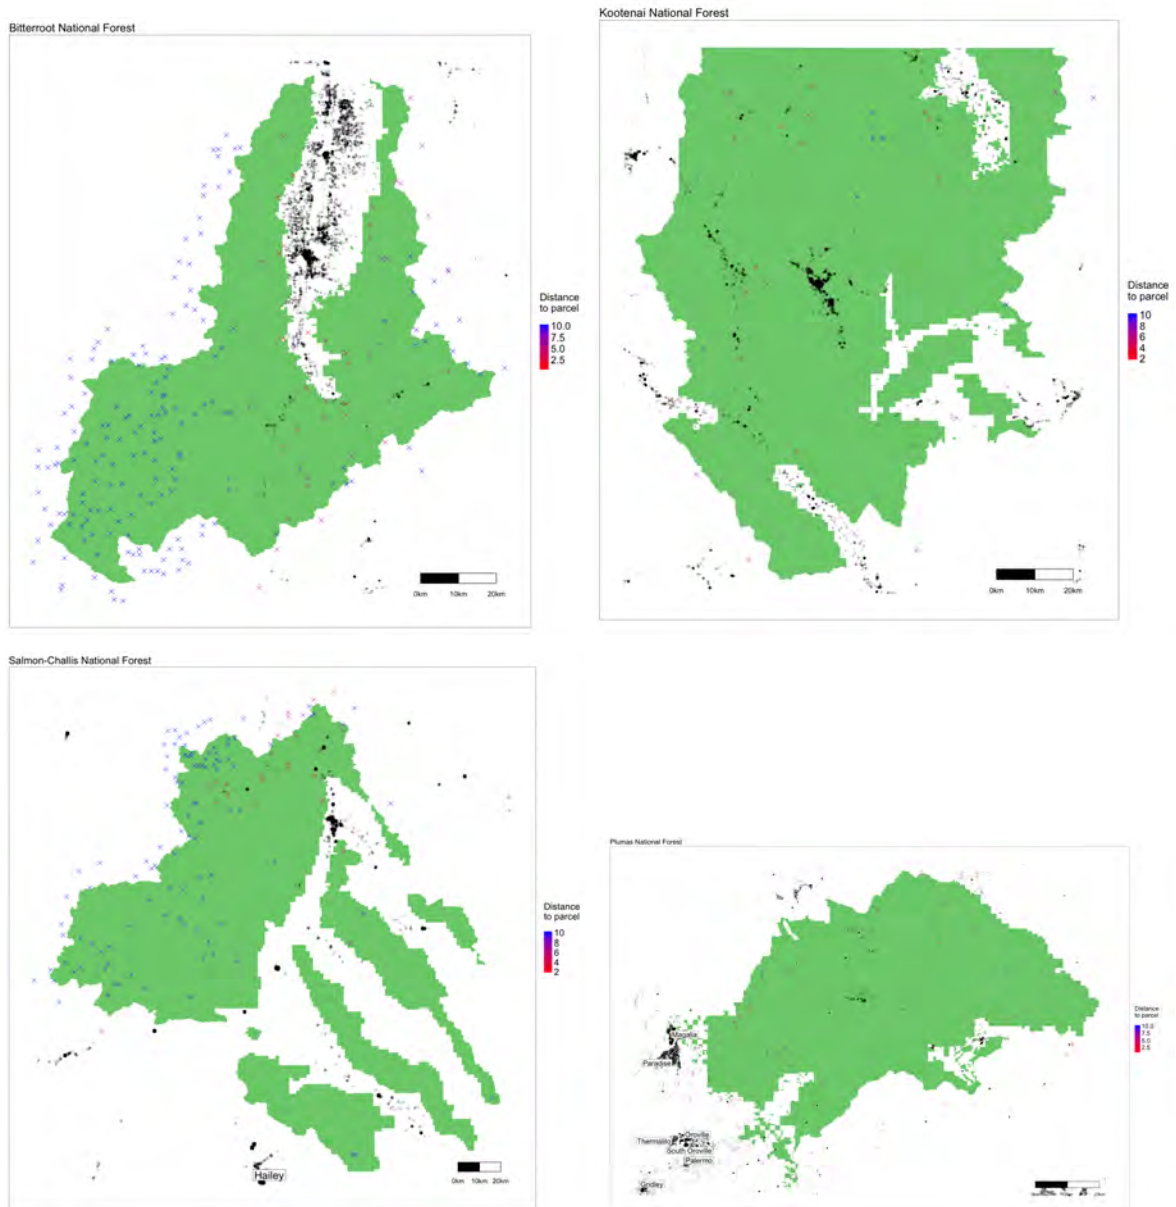 Bitterroot National Forest
Distance
to parcel
10.0
7.5
5.0
2.5
0km 10km 20km
Kootenai National Forest
Distance
to parcel
10
8
6
4
2
0km 10km 20km
Salmon-Challis National Forest
Distance
to parcel
10
8
6
4
2
Hailey
0km 10km 20km
Plumas National Forest
Magalia
Paradise
Distance
to parcel
10.0
7.5
5.0
2.5
Oroville
Thermalito
South Oroville
Palermo
Gridley